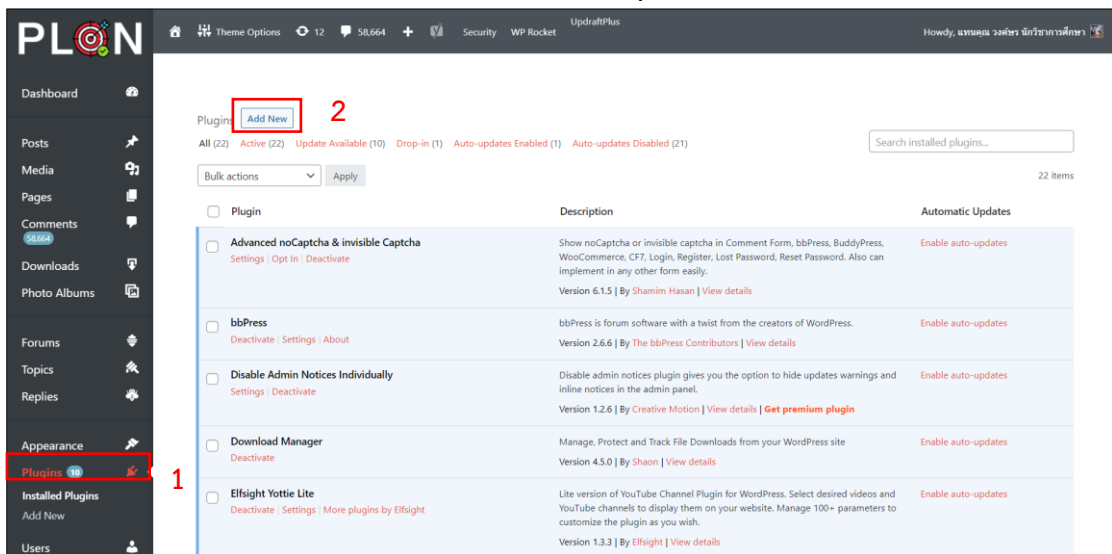 PLON
Theme Options 12 58,664 Security WP Rocket UpdraftPlus
Howdy, แทนคุณ วงค์ษร นักวิชาการศึกษา
Dashboard
Posts
Media
Pages
Comments
58,664
Downloads
Photo Albums
Forums
Topics
Replies
Appearance
Plugins 10
Installed Plugins
Add New
Users
1
Plugins Add New 2
All (22) Active (22) Update Available (10) Drop-in (1) Auto-updates Enabled (1) Auto-updates Disabled (21)
Search installed plugins...
Bulk actions Apply
22 items
Plugin Description Automatic Updates
Advanced noCaptcha & invisible Captcha
Settings | Opt In | Deactivate
Show noCaptcha or invisible captcha in Comment Form, bbPress, BuddyPress,
WooCommerce, CF7, Login, Register, Lost Password, Reset Password. Also can
implement in any other form easily.
Version 6.1.5 | By Shamim Hasan | View details
Enable auto-updates
bbPress
Deactivate | Settings | About
bbPress is forum software with a twist from the creators of WordPress.
Version 2.6.6 | By The bbPress Contributors | View details
Enable auto-updates
Disable Admin Notices Individually
Settings | Deactivate
Disable admin notices plugin gives you the option to hide updates warnings and
inline notices in the admin panel.
Version 1.2.6 | By Creative Motion | View details | Get premium plugin
Enable auto-updates
Download Manager
Deactivate
Manage, Protect and Track File Downloads from your WordPress site
Version 4.5.0 | By Shaon | View details
Enable auto-updates
Elfsight Yottie Lite
Deactivate | Settings | More plugins by Elfsight
Lite version of YouTube Channel Plugin for WordPress. Select desired videos and
YouTube channels to display them on your website. Manage 100+ parameters to
customize the plugin as you wish.
Version 1.3.3 | By Elfsight | View details
Enable auto-updates